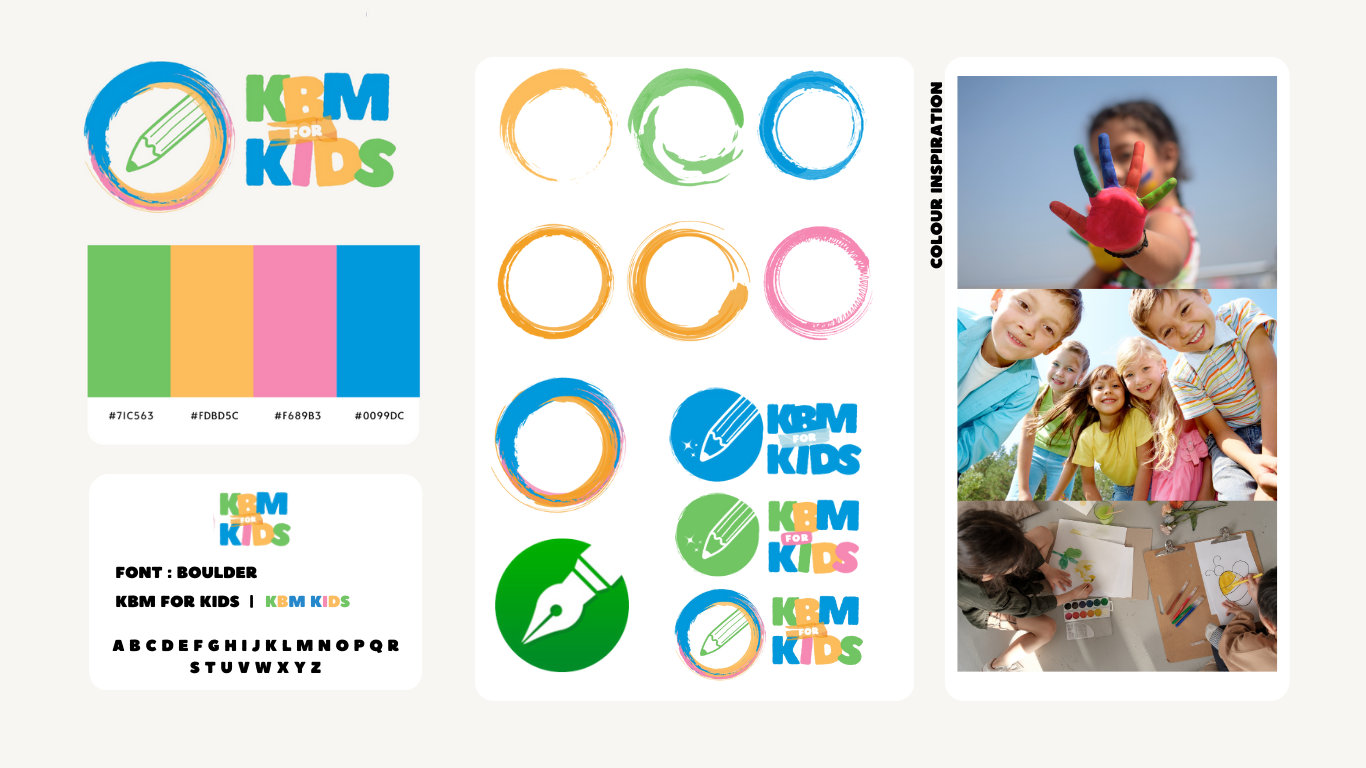 KBM
FOR
KIDS
#71C563 #FDBD5C #F689B3 #0099DC
KBM
FOR
KIDS
FONT : BOULDER
KBM FOR KIDS | KBM KIDS
A B C D E F G H I J K L M N O P Q R
S T U V W X Y Z
KBM
FOR
KIDS
KBM
FOR
KIDS
KBM
FOR
KIDS
COLOUR INSPIRATION